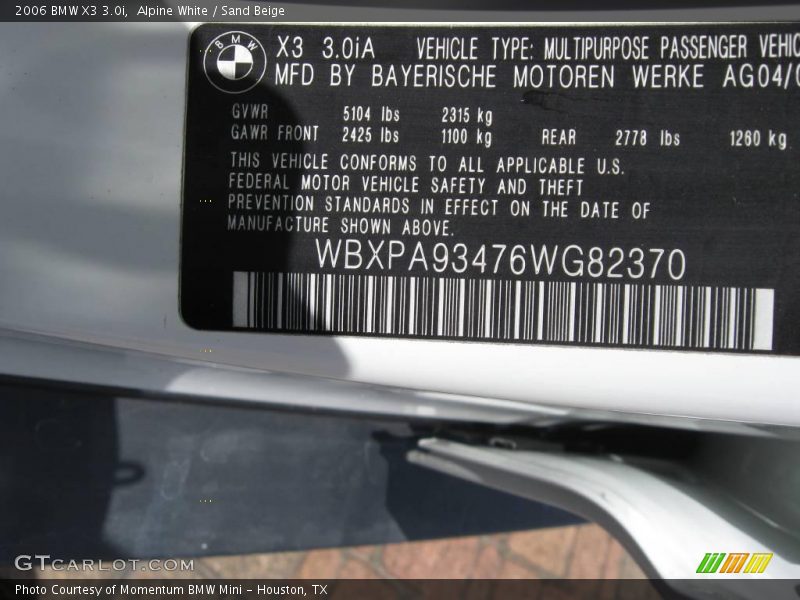 2006 BMW X3 3.0i, Alpine White / Sand Beige
BMW
X3 3.0iA VEHICLE TYPE: MULTIPURPOSE PASSENGER
MFD BY BAYERISCHE MOTOREN WERKE AG
GVWR 5104 lbs 2315 kg
GAWR FRONT 2425 lbs 1100 kg REAR 2778 lbs 1260 kg
THIS VEHICLE CONFORMS TO ALL APPLICABLE U.S.
FEDERAL MOTOR VEHICLE SAFETY AND THEFT
PREVENTION STANDARDS IN EFFECT ON THE DATE OF
MANUFACTURE SHOWN ABOVE.
WBXPA93476WG82370
GTCARLOT.COM
Photo Courtesy of Momentum BMW Mini - Houston, TX